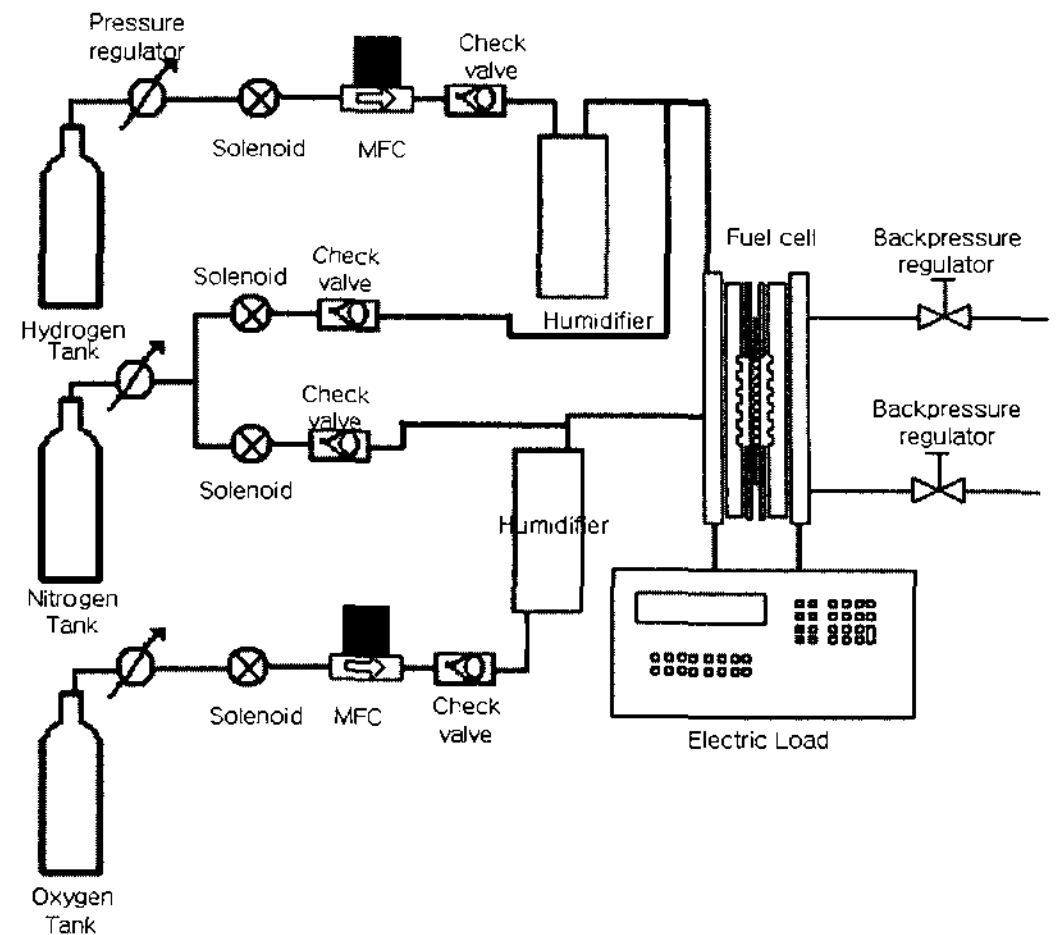 Pressure
regulator
Check
valve
Solenoid
MFC
Fuel cell
Backpressure
regulator
Solenoid
Check
valve
Hydrogen
Tank
Humidifier
Check
valve
Backpressure
regulator
Solenoid
Humidifier
Nitrogen
Tank
Solenoid
MFC
Check
valve
Electric Load
Oxygen
Tank